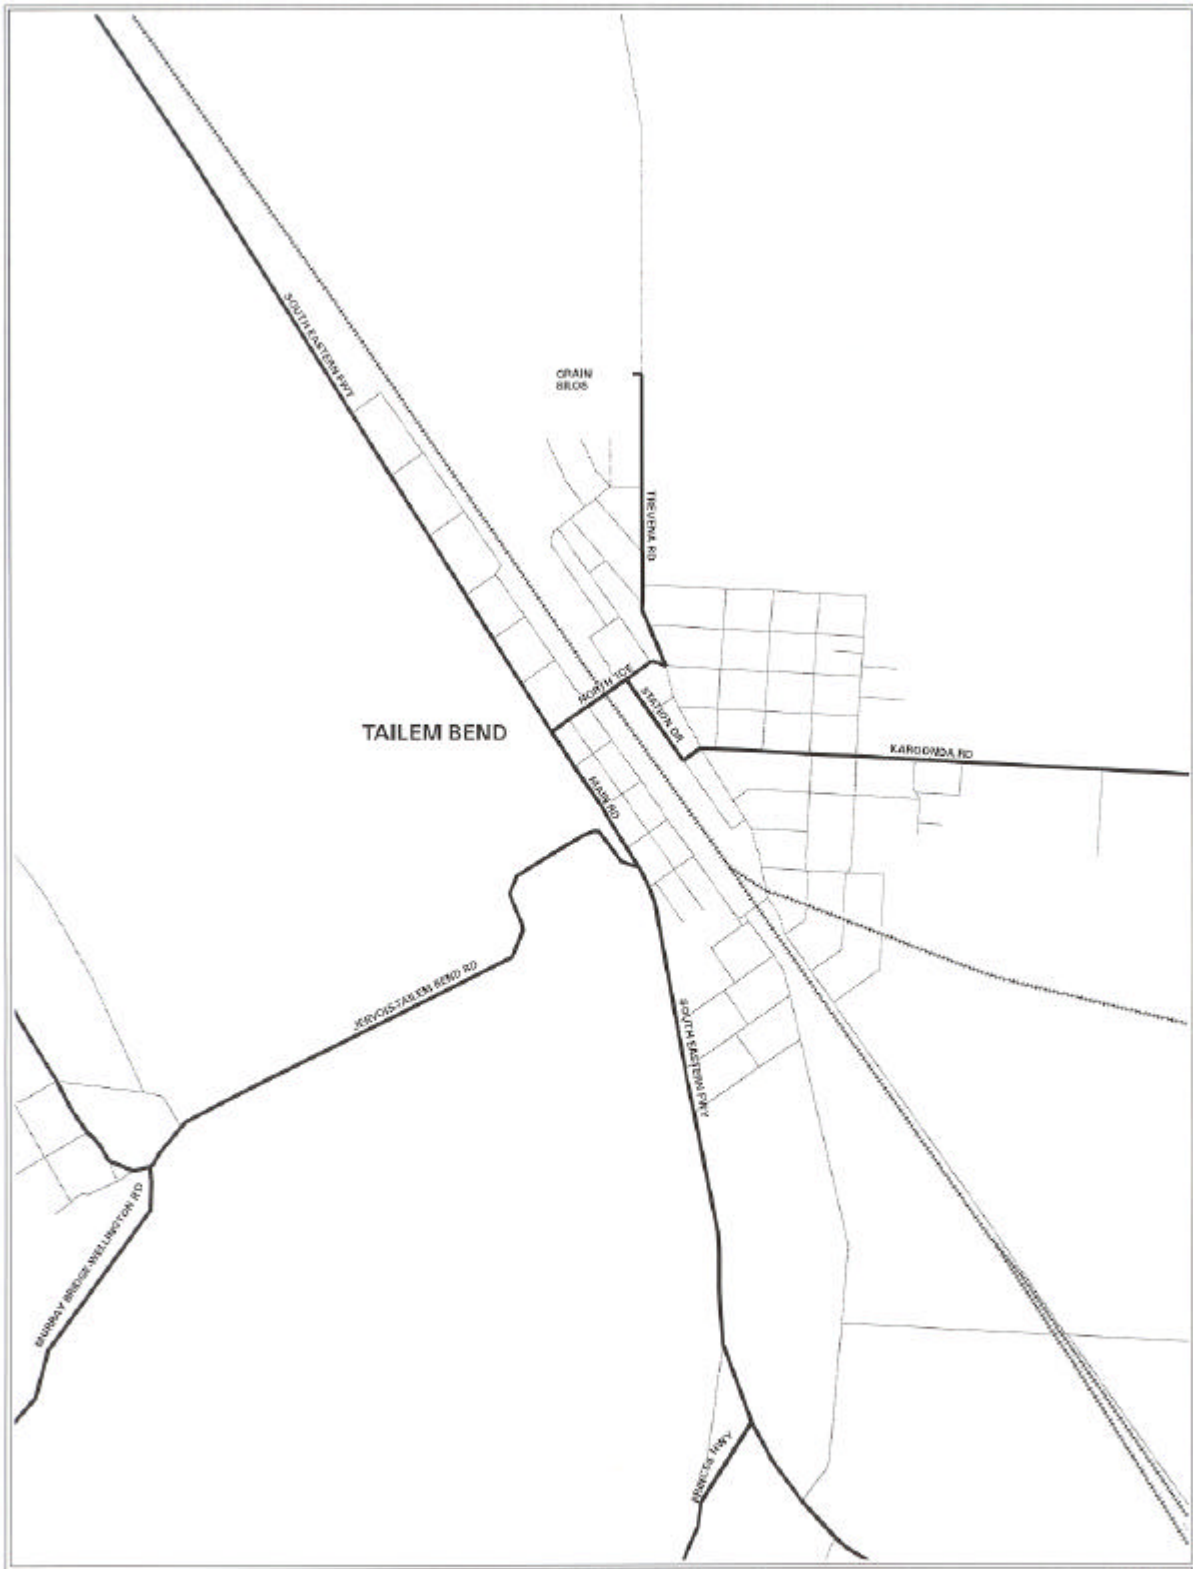 SOUTH EASTERN FWY
GRAIN
SILOS
TREVENA RD
NORTH TCE
STATION DR
TAILEM BEND
KAROONDA RD
MAIN RD
JERVOIS-TAILEM BEND RD
SOUTH EASTERN FWY
MURRAY BRIDGE-WELLINGTON RD
PRINCES HWY